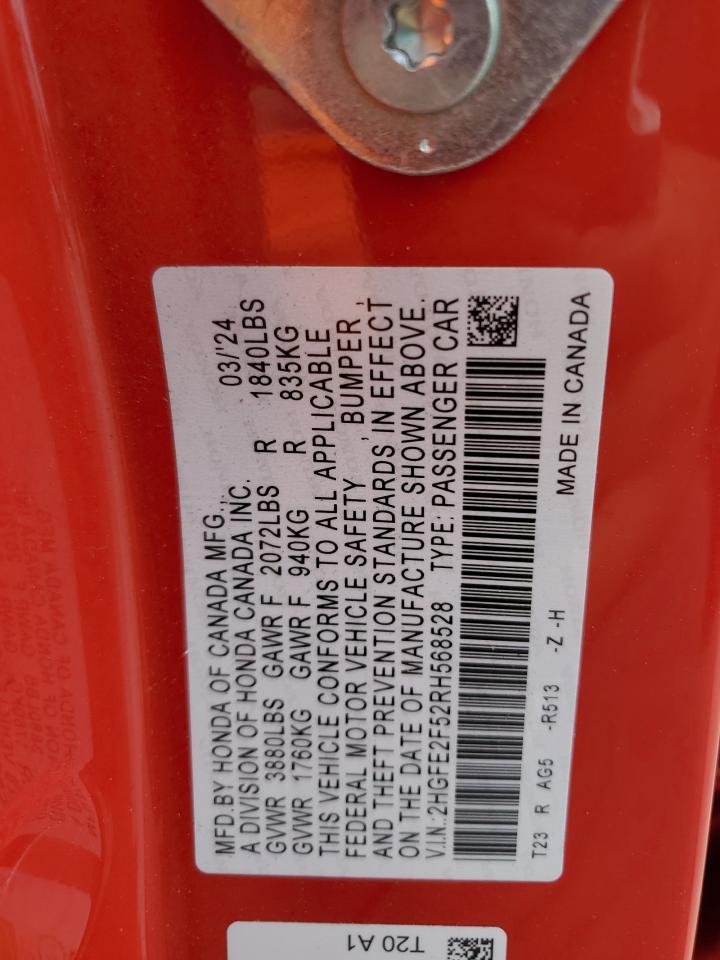 MFD.BY HONDA OF CANADA MFG., 03/'24
A DIVISION OF HONDA CANADA INC.
GVWR 3880LBS GAWR F 2072LBS R 1840LBS
GVWR 1760KG GAWR F 940KG R 835KG
THIS VEHICLE CONFORMS TO ALL APPLICABLE
FEDERAL MOTOR VEHICLE SAFETY , BUMPER ,
AND THEFT PREVENTION STANDARDS IN EFFECT
ON THE DATE OF MANUFACTURE SHOWN ABOVE.
V.I.N.:2HGFE2F52RH568528 TYPE: PASSENGER CAR
T23 R AG5 -R513 -Z -H MADE IN CANADA
T20 A1